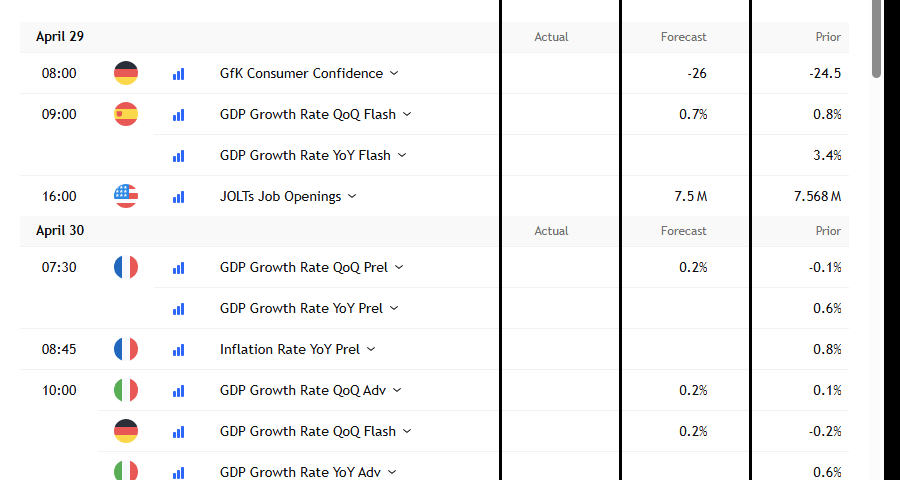 April 29 Actual Forecast Prior
08:00 GfK Consumer Confidence -26 -24.5
09:00 GDP Growth Rate QoQ Flash 0.7% 0.8%
GDP Growth Rate YoY Flash 3.4%
16:00 JOLTs Job Openings 7.5 M 7.568 M
April 30 Actual Forecast Prior
07:30 GDP Growth Rate QoQ Prel 0.2% -0.1%
GDP Growth Rate YoY Prel 0.6%
08:45 Inflation Rate YoY Prel 0.8%
10:00 GDP Growth Rate QoQ Adv 0.2% 0.1%
GDP Growth Rate QoQ Flash 0.2% -0.2%
GDP Growth Rate YoY Adv 0.6%